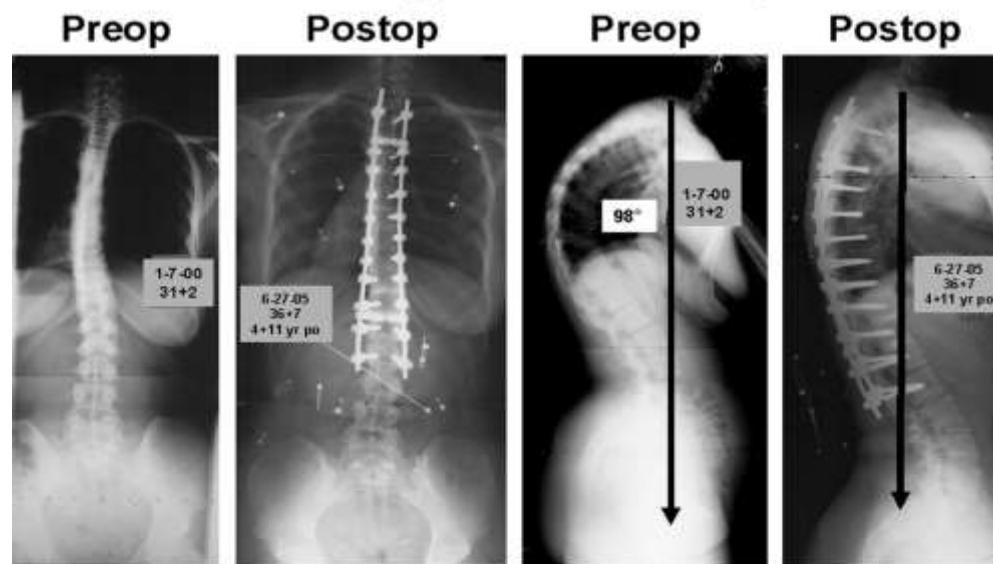 Preop
Postop
Preop
Postop
1-7-00
31+2
6-27-05
36+7
4+11 yr po
98°
1-7-00
31+2
6-27-05
36+7
4+11 yr po